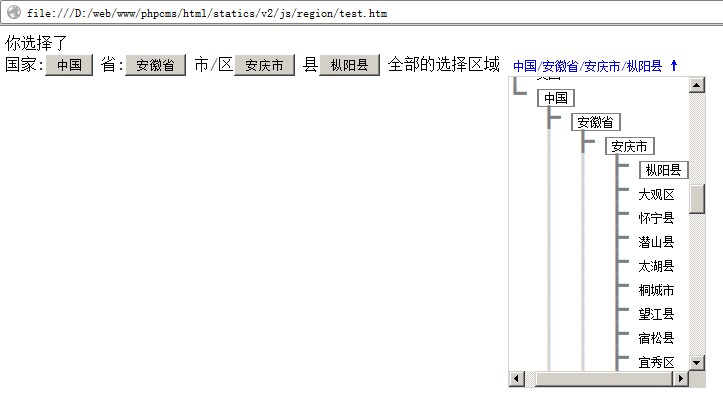 file:///D:/web/www/phpcms/html/statics/v2/js/region/test.htm
你选择了
国家: 中国 省: 安徽省 市/区 安庆市 县 枞阳县 全部的选择区域 中国/安徽省/安庆市/枞阳县 ↑
中国
安徽省
安庆市
枞阳县
大观区
怀宁县
潜山县
太湖县
桐城市
望江县
宿松县
宜秀区